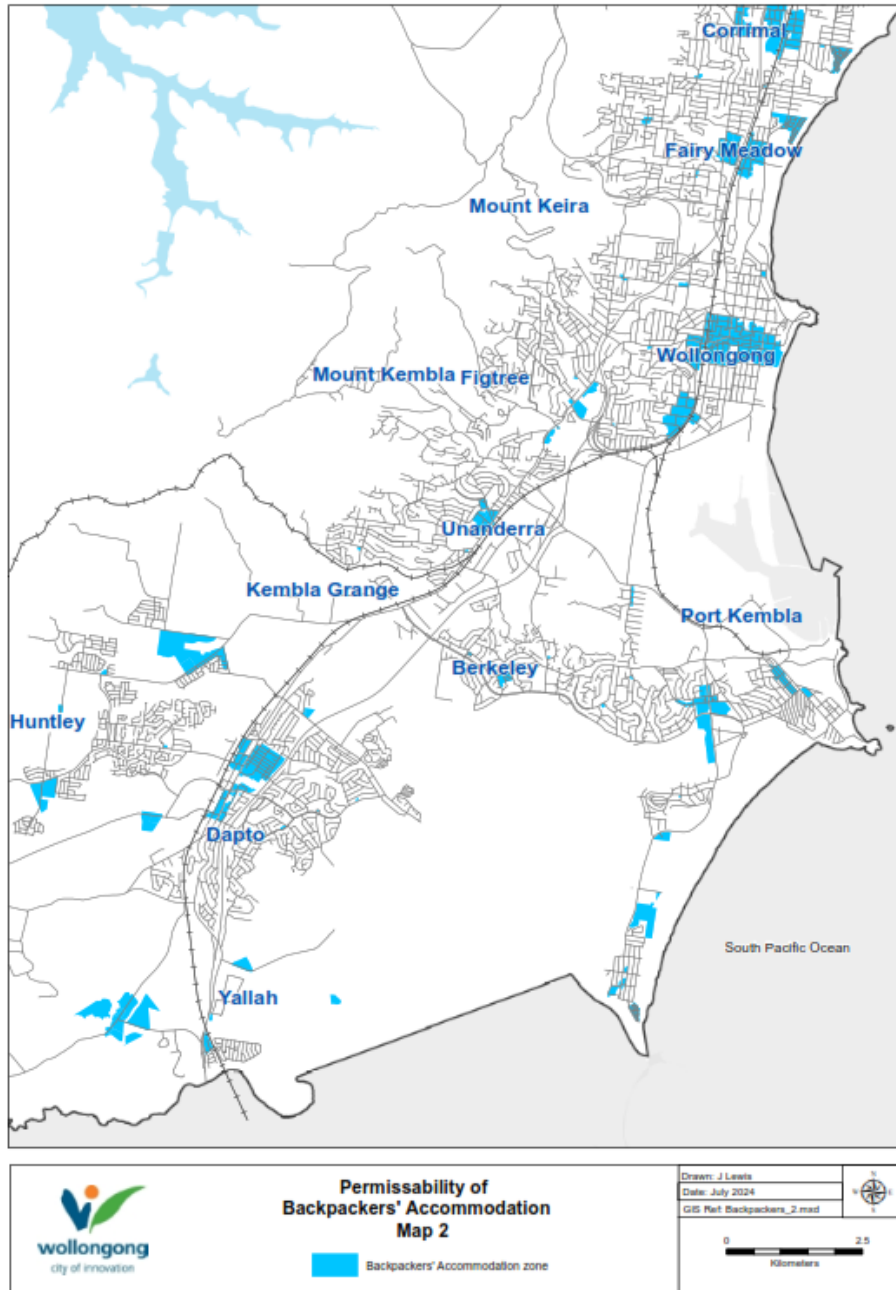 Corrimal
Fairy Meadow
Mount Keira
Wollongong
Mount Kembla Figtree
Unanderra
Kembla Grange
Port Kembla
Berkeley
Huntley
Dapto
South Pacific Ocean
Yallah
wollongong
city of innovation
Permissability of
Backpackers' Accommodation
Map 2
Backpackers' Accommodation zone
Drawn: J Lewis
Date: July 2024
GIS Ref: Backpackers_2.mxd
N
W E
S
0 2.5
Kilometers